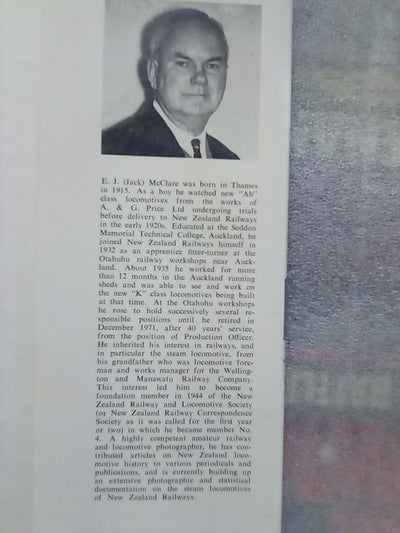 E. J. (Jack) McClare was born in Thames
in 1915. As a boy he watched new "Ab"
class locomotives from the works of
A. & G. Price Ltd undergoing trials
before delivery to New Zealand Railways
in the early 1920s. Educated at the Seddon
Memorial Technical College, Auckland, he
joined New Zealand Railways himself in
1932 as an apprentice fitter-turner at the
Otahuhu railway workshops near Auck-
land. About 1935 he worked for more
than 12 months in the Auckland running
sheds and was able to see and work on
the new "K" class locomotives being built
at that time. At the Otahuhu workshops
he rose to hold successively several re-
sponsible positions until he retired in
December 1971, after 40 years' service,
from the position of Production Officer.
He inherited his interest in railways, and
in particular the steam locomotive, from
his grandfather who was locomotive fore-
man and works manager for the Welling-
ton and Manawatu Railway Company.
This interest led him to become a
foundation member in 1944 of the New
Zealand Railway and Locomotive Society
(or New Zealand Railway Correspondence
Society as it was called for the first year
or two) in which he became member No.
4. A highly competent amateur railway
and locomotive photographer, he has con-
tributed articles on New Zealand loco-
motive history to various periodicals and
publications, and is currently building up
an extensive photographic and statistical
documentation on the steam locomotives
of New Zealand Railways.